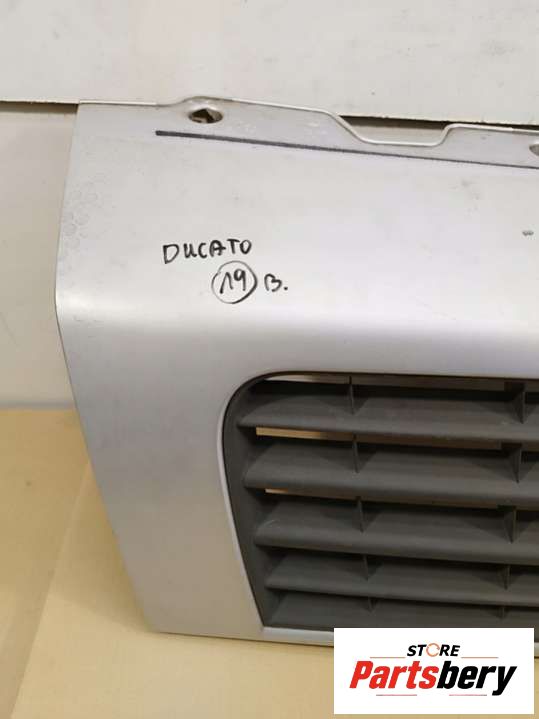 DUCATO
19 B.
STORE
Partsbery